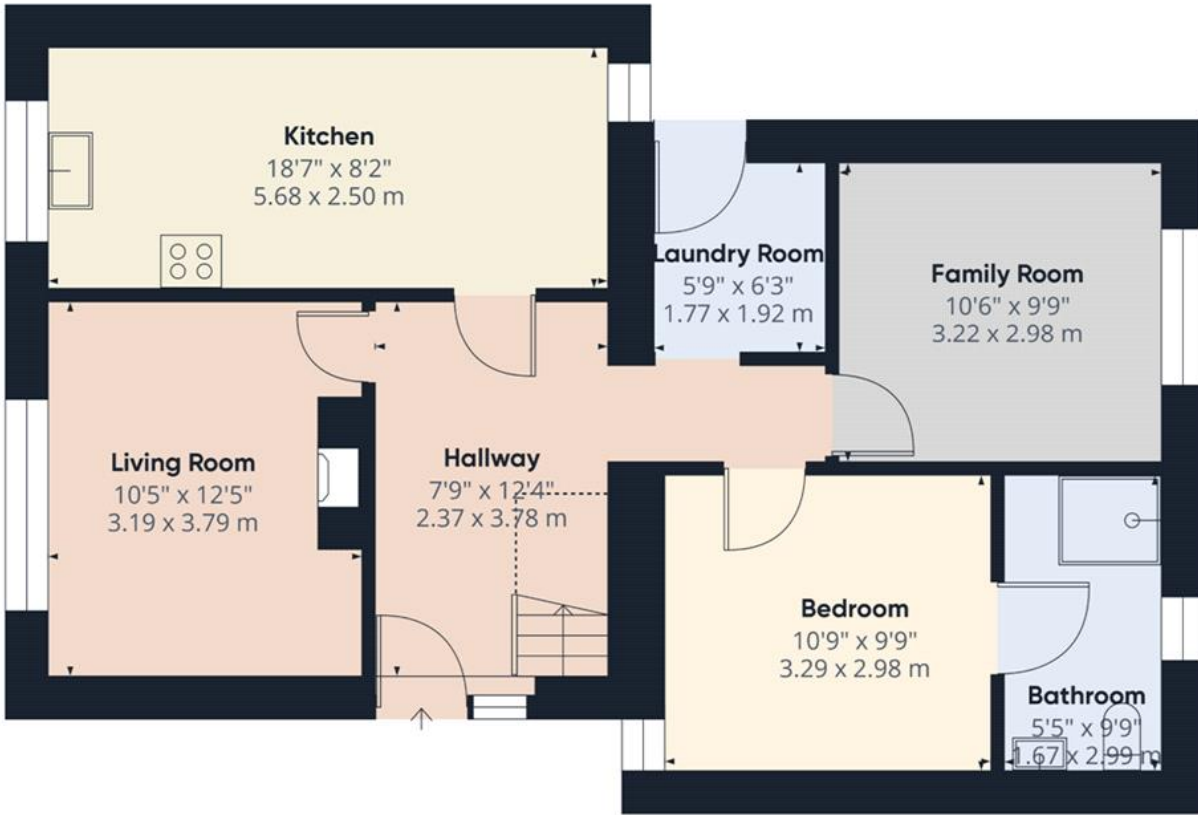 Kitchen
18'7" x 8'2"
5.68 x 2.50 m
Laundry Room
5'9" x 6'3"
1.77 x 1.92 m
Family Room
10'6" x 9'9"
3.22 x 2.98 m
Living Room
10'5" x 12'5"
3.19 x 3.79 m
Hallway
7'9" x 12'4"
2.37 x 3.78 m
Bedroom
10'9" x 9'9"
3.29 x 2.98 m
Bathroom
5'5" x 9'9"
1.67 x 2.99 m